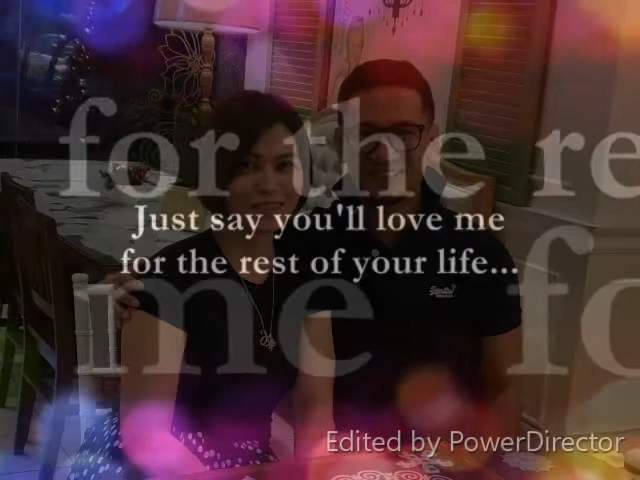 for the re
Just say you'll love me
for the rest of your life...
me fo
Edited by PowerDirector